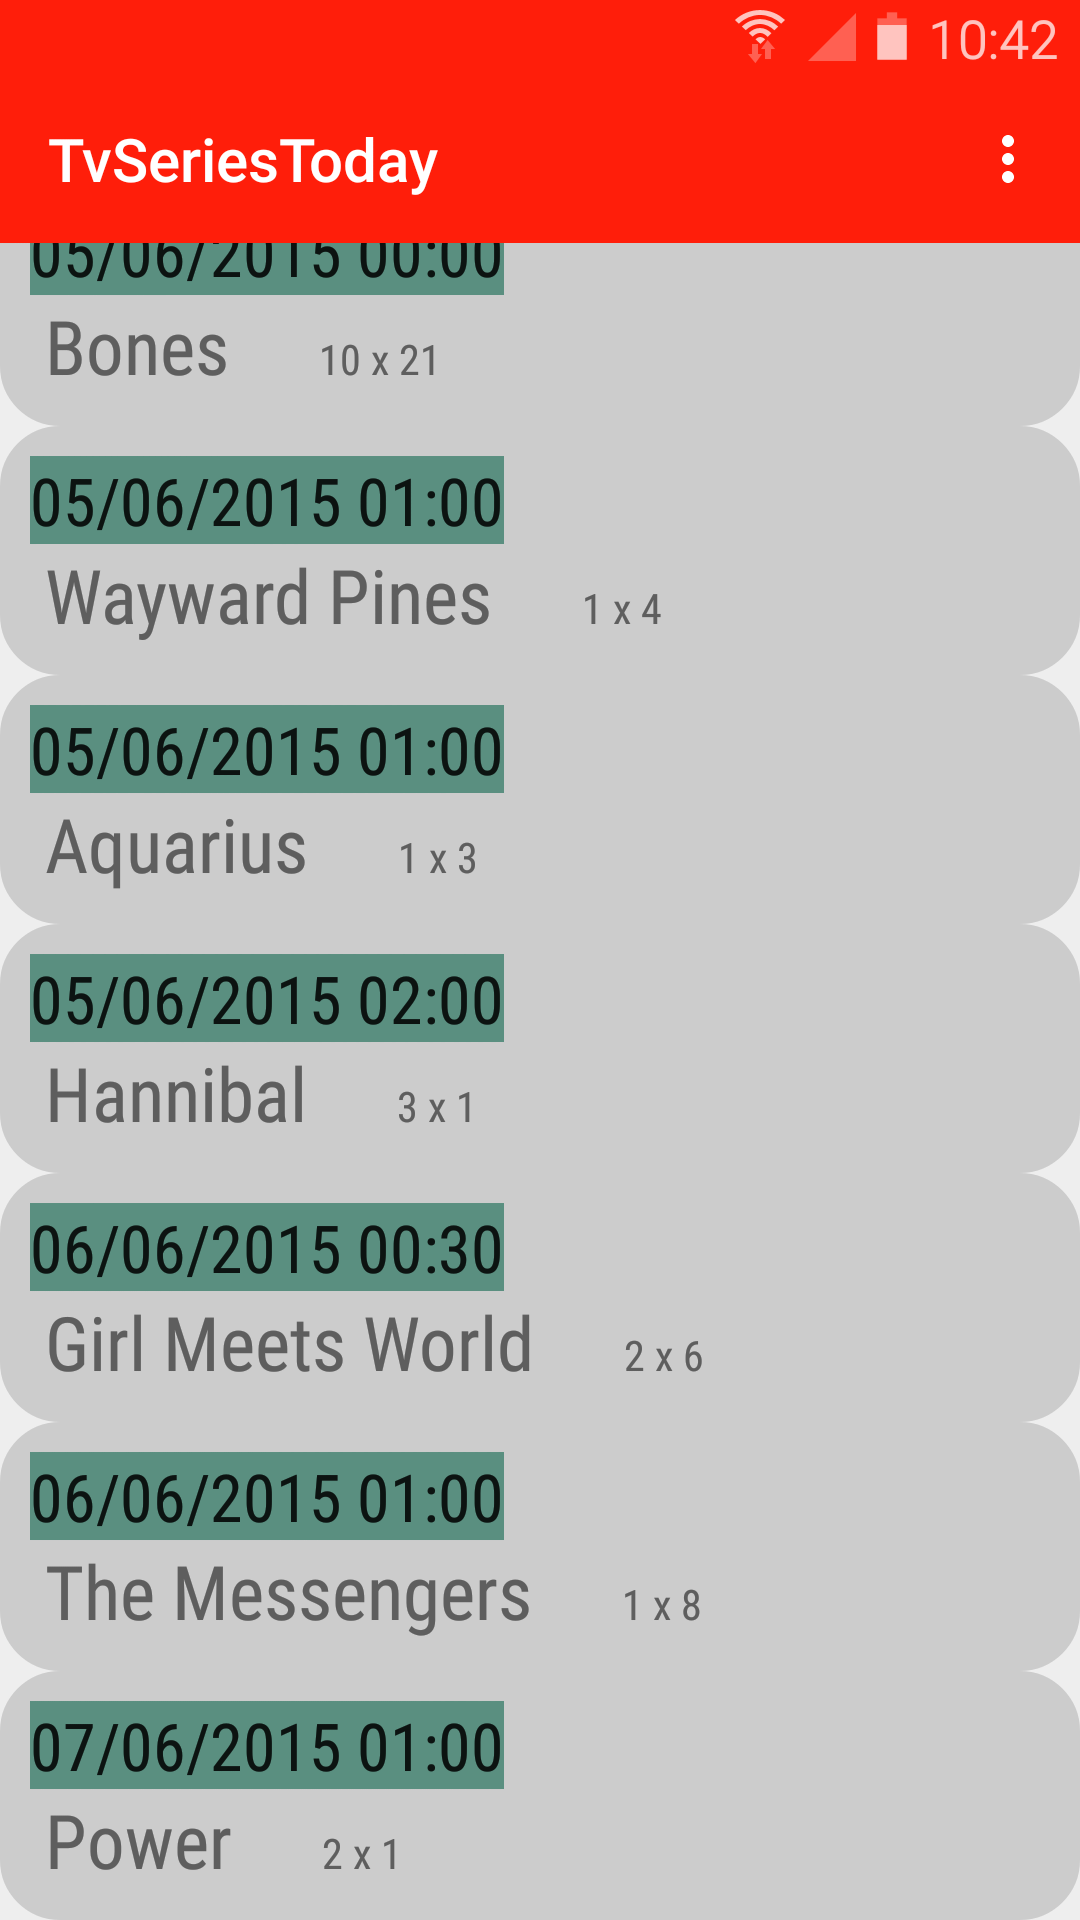 10:42
TvSeriesToday
05/06/2015 00:00
Bones 10 x 21
05/06/2015 01:00
Wayward Pines 1 x 4
05/06/2015 01:00
Aquarius 1 x 3
05/06/2015 02:00
Hannibal 3 x 1
06/06/2015 00:30
Girl Meets World 2 x 6
06/06/2015 01:00
The Messengers 1 x 8
07/06/2015 01:00
Power 2 x 1